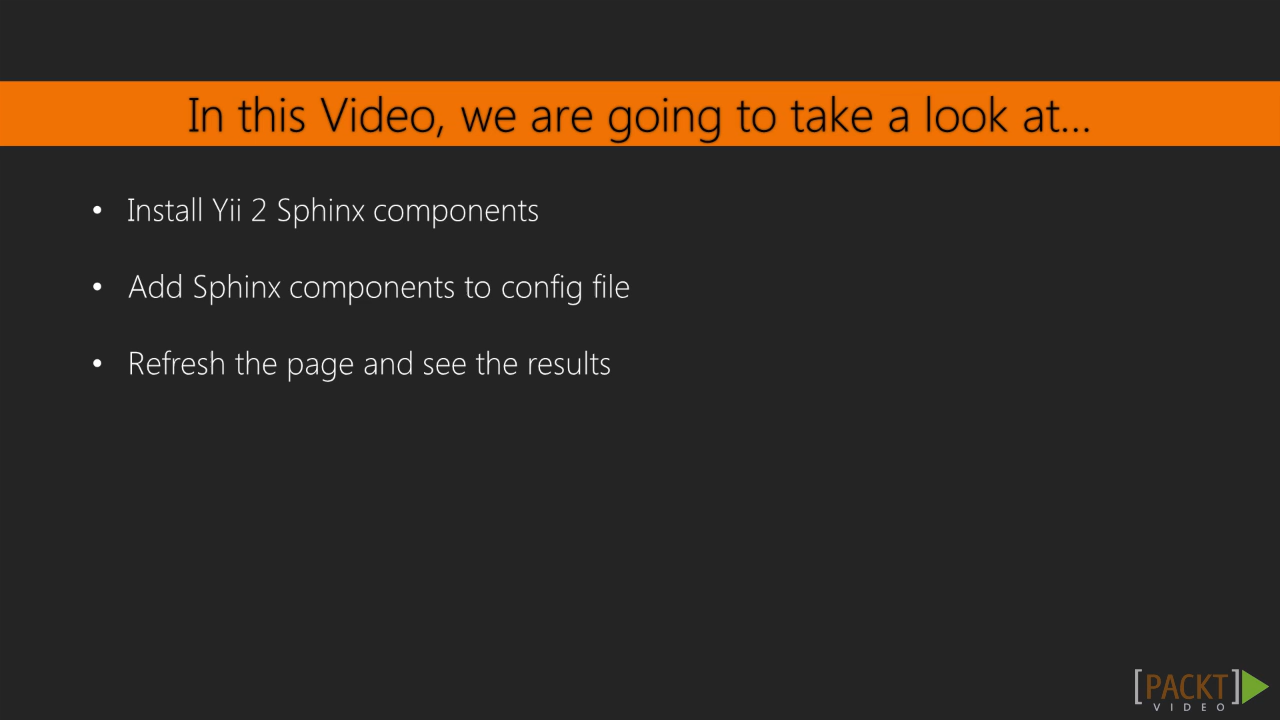 In this Video, we are going to take a look at...
• Install Yii 2 Sphinx components
• Add Sphinx components to config file
• Refresh the page and see the results
[PACKT]
VIDEO